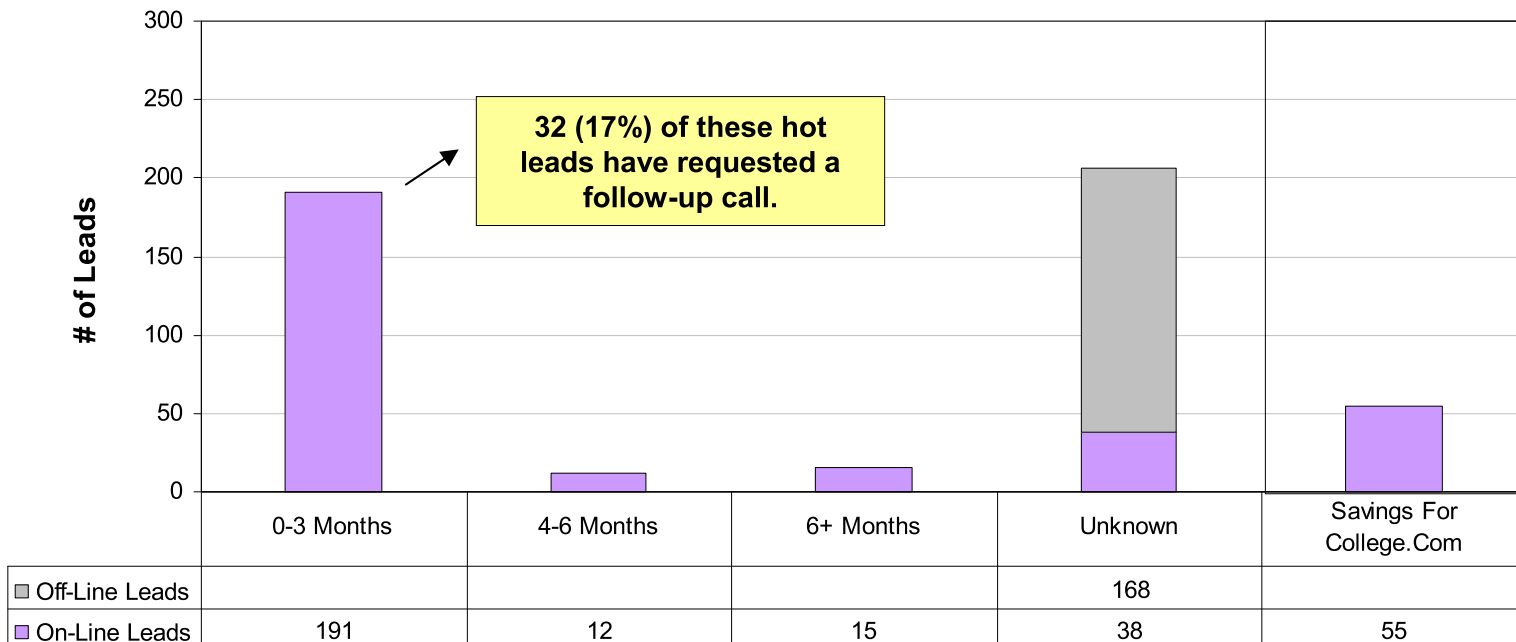 300
250
200
150
100
50
0
# of Leads
32 (17%) of these hot
leads have requested a
follow-up call.
0-3 Months 4-6 Months 6+ Months Unknown Savings For
College.Com
Off-Line Leads 168
On-Line Leads 191 12 15 38 55